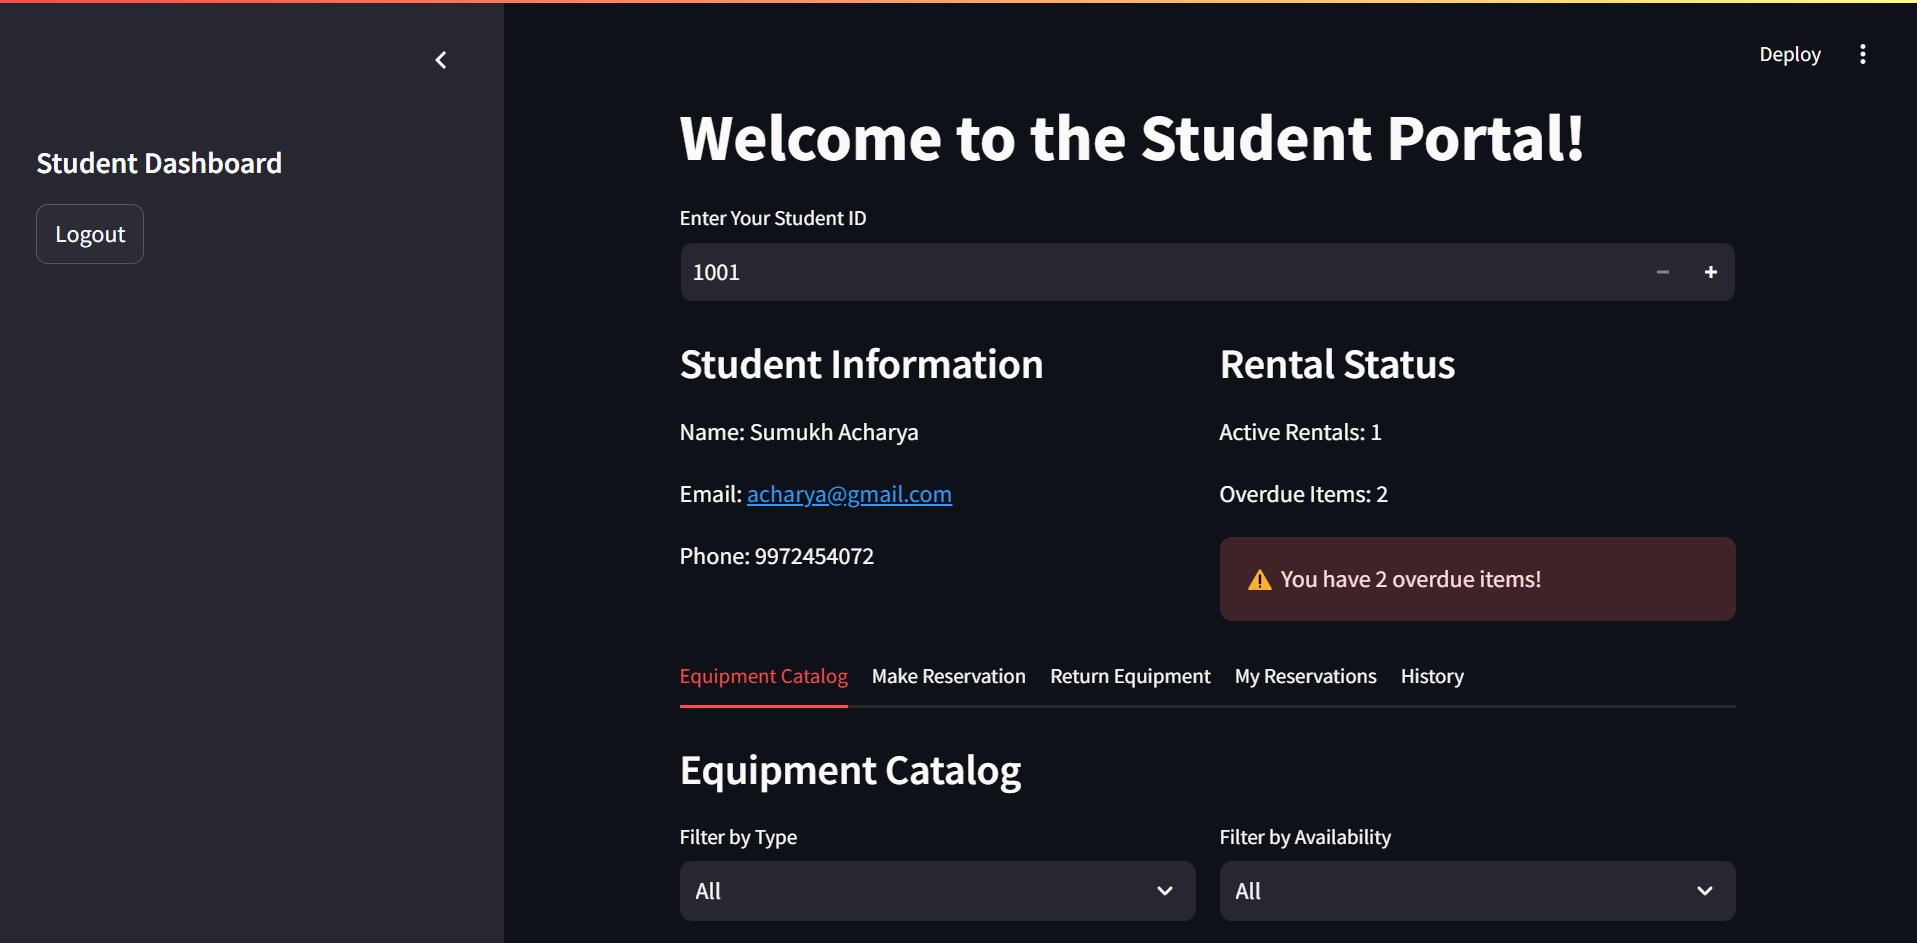 Deploy
Student Dashboard
Logout
Welcome to the Student Portal!
Enter Your Student ID
1001
Student Information
Name: Sumukh Acharya
Email: acharya@gmail.com
Phone: 9972454072
Rental Status
Active Rentals: 1
Overdue Items: 2
You have 2 overdue items!
Equipment Catalog Make Reservation Return Equipment My Reservations History
Equipment Catalog
Filter by Type
All
Filter by Availability
All